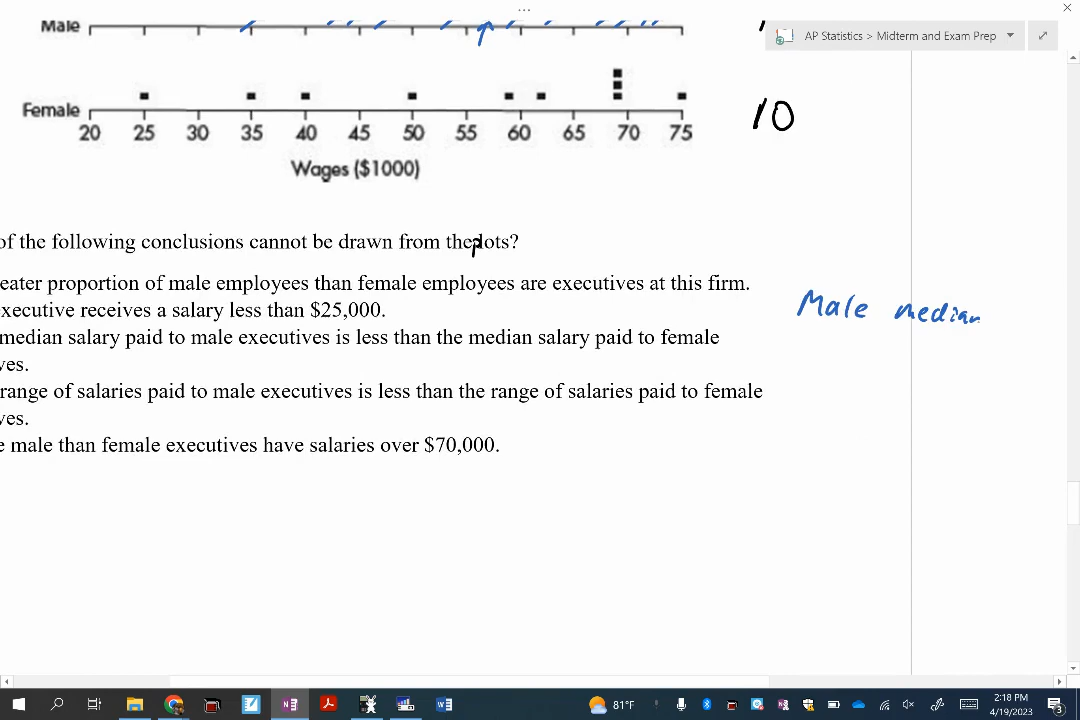 Male
AP Statistics > Midterm and Exam Prep
Female
20 25 30 35 40 45 50 55 60 65 70 75
10
Wages ($1000)
of the following conclusions cannot be drawn from the plots?
eater proportion of male employees than female employees are executives at this firm.
executive receives a salary less than $25,000.
Male median
median salary paid to male executives is less than the median salary paid to female
ves.
range of salaries paid to male executives is less than the range of salaries paid to female
ves.
e male than female executives have salaries over $70,000.
81°F
2:18 PM
4/19/2023